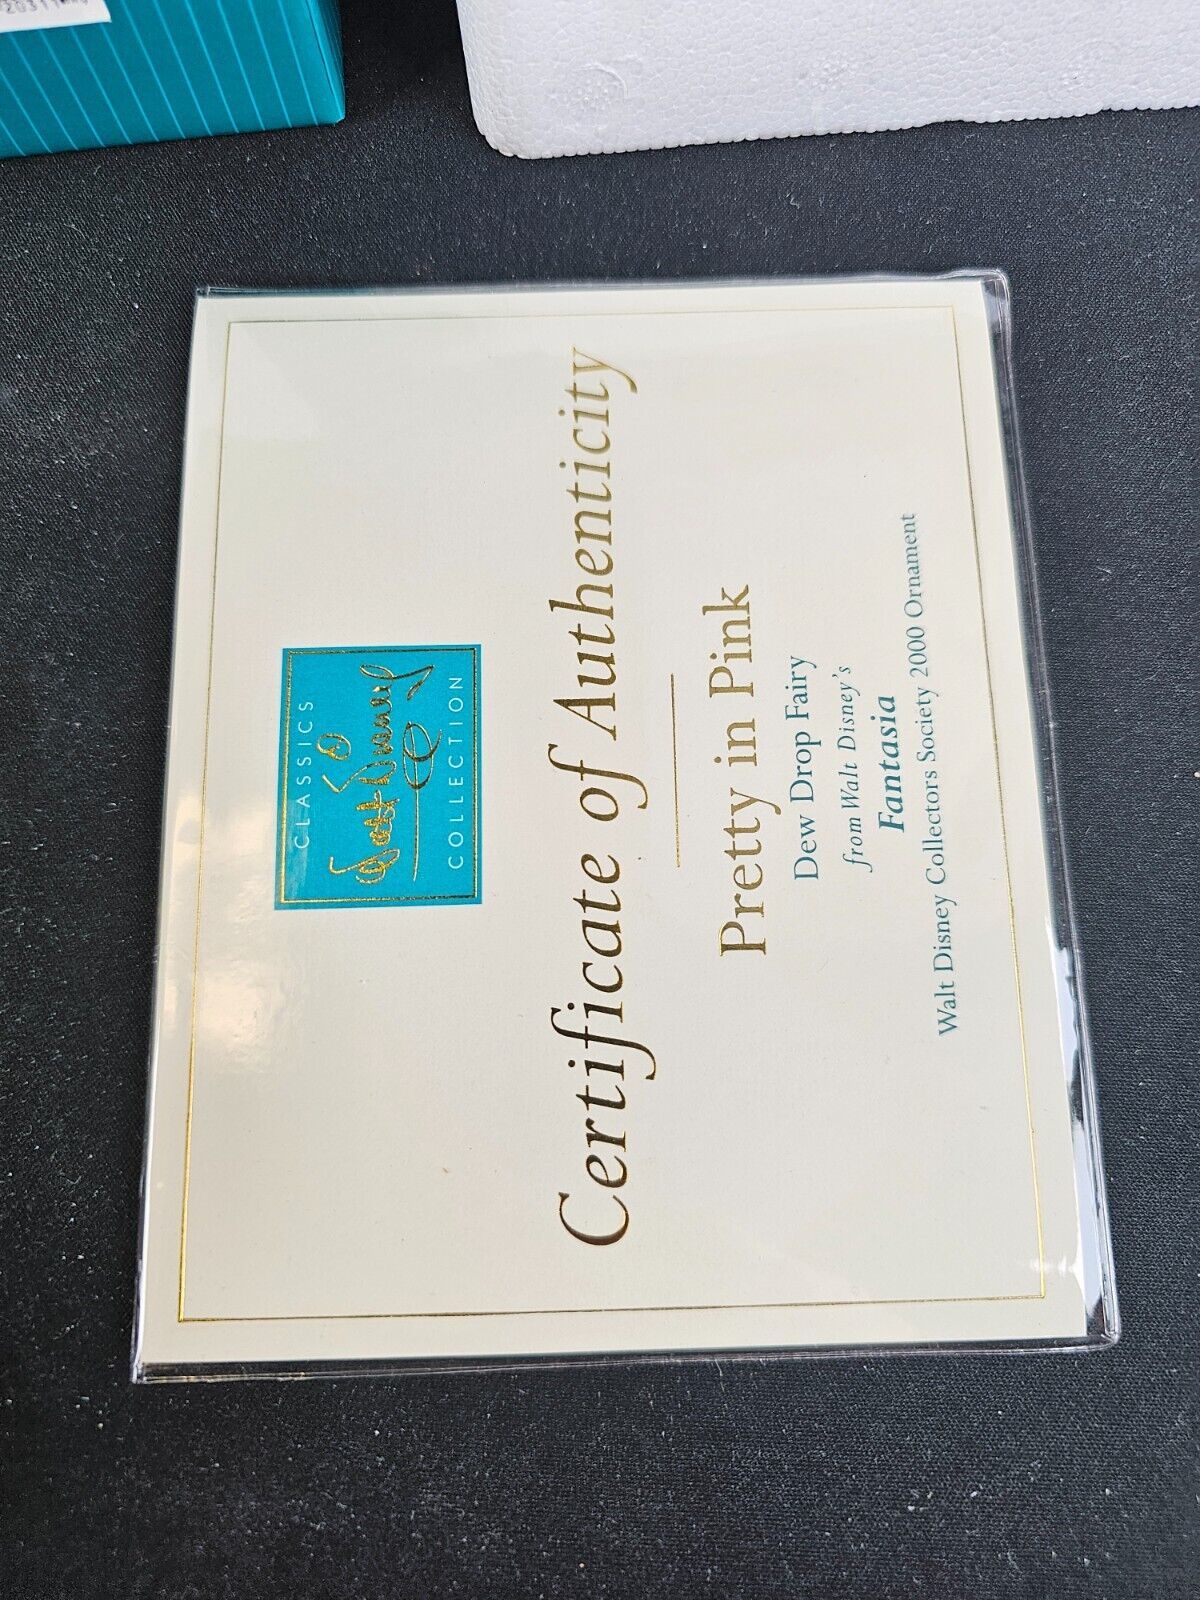 CLASSICS
Walt Disney
COLLECTION
Certificate of Authenticity
Pretty in Pink
Dew Drop Fairy
from Walt Disney's
Fantasia
Walt Disney Collectors Society 2000 Ornament